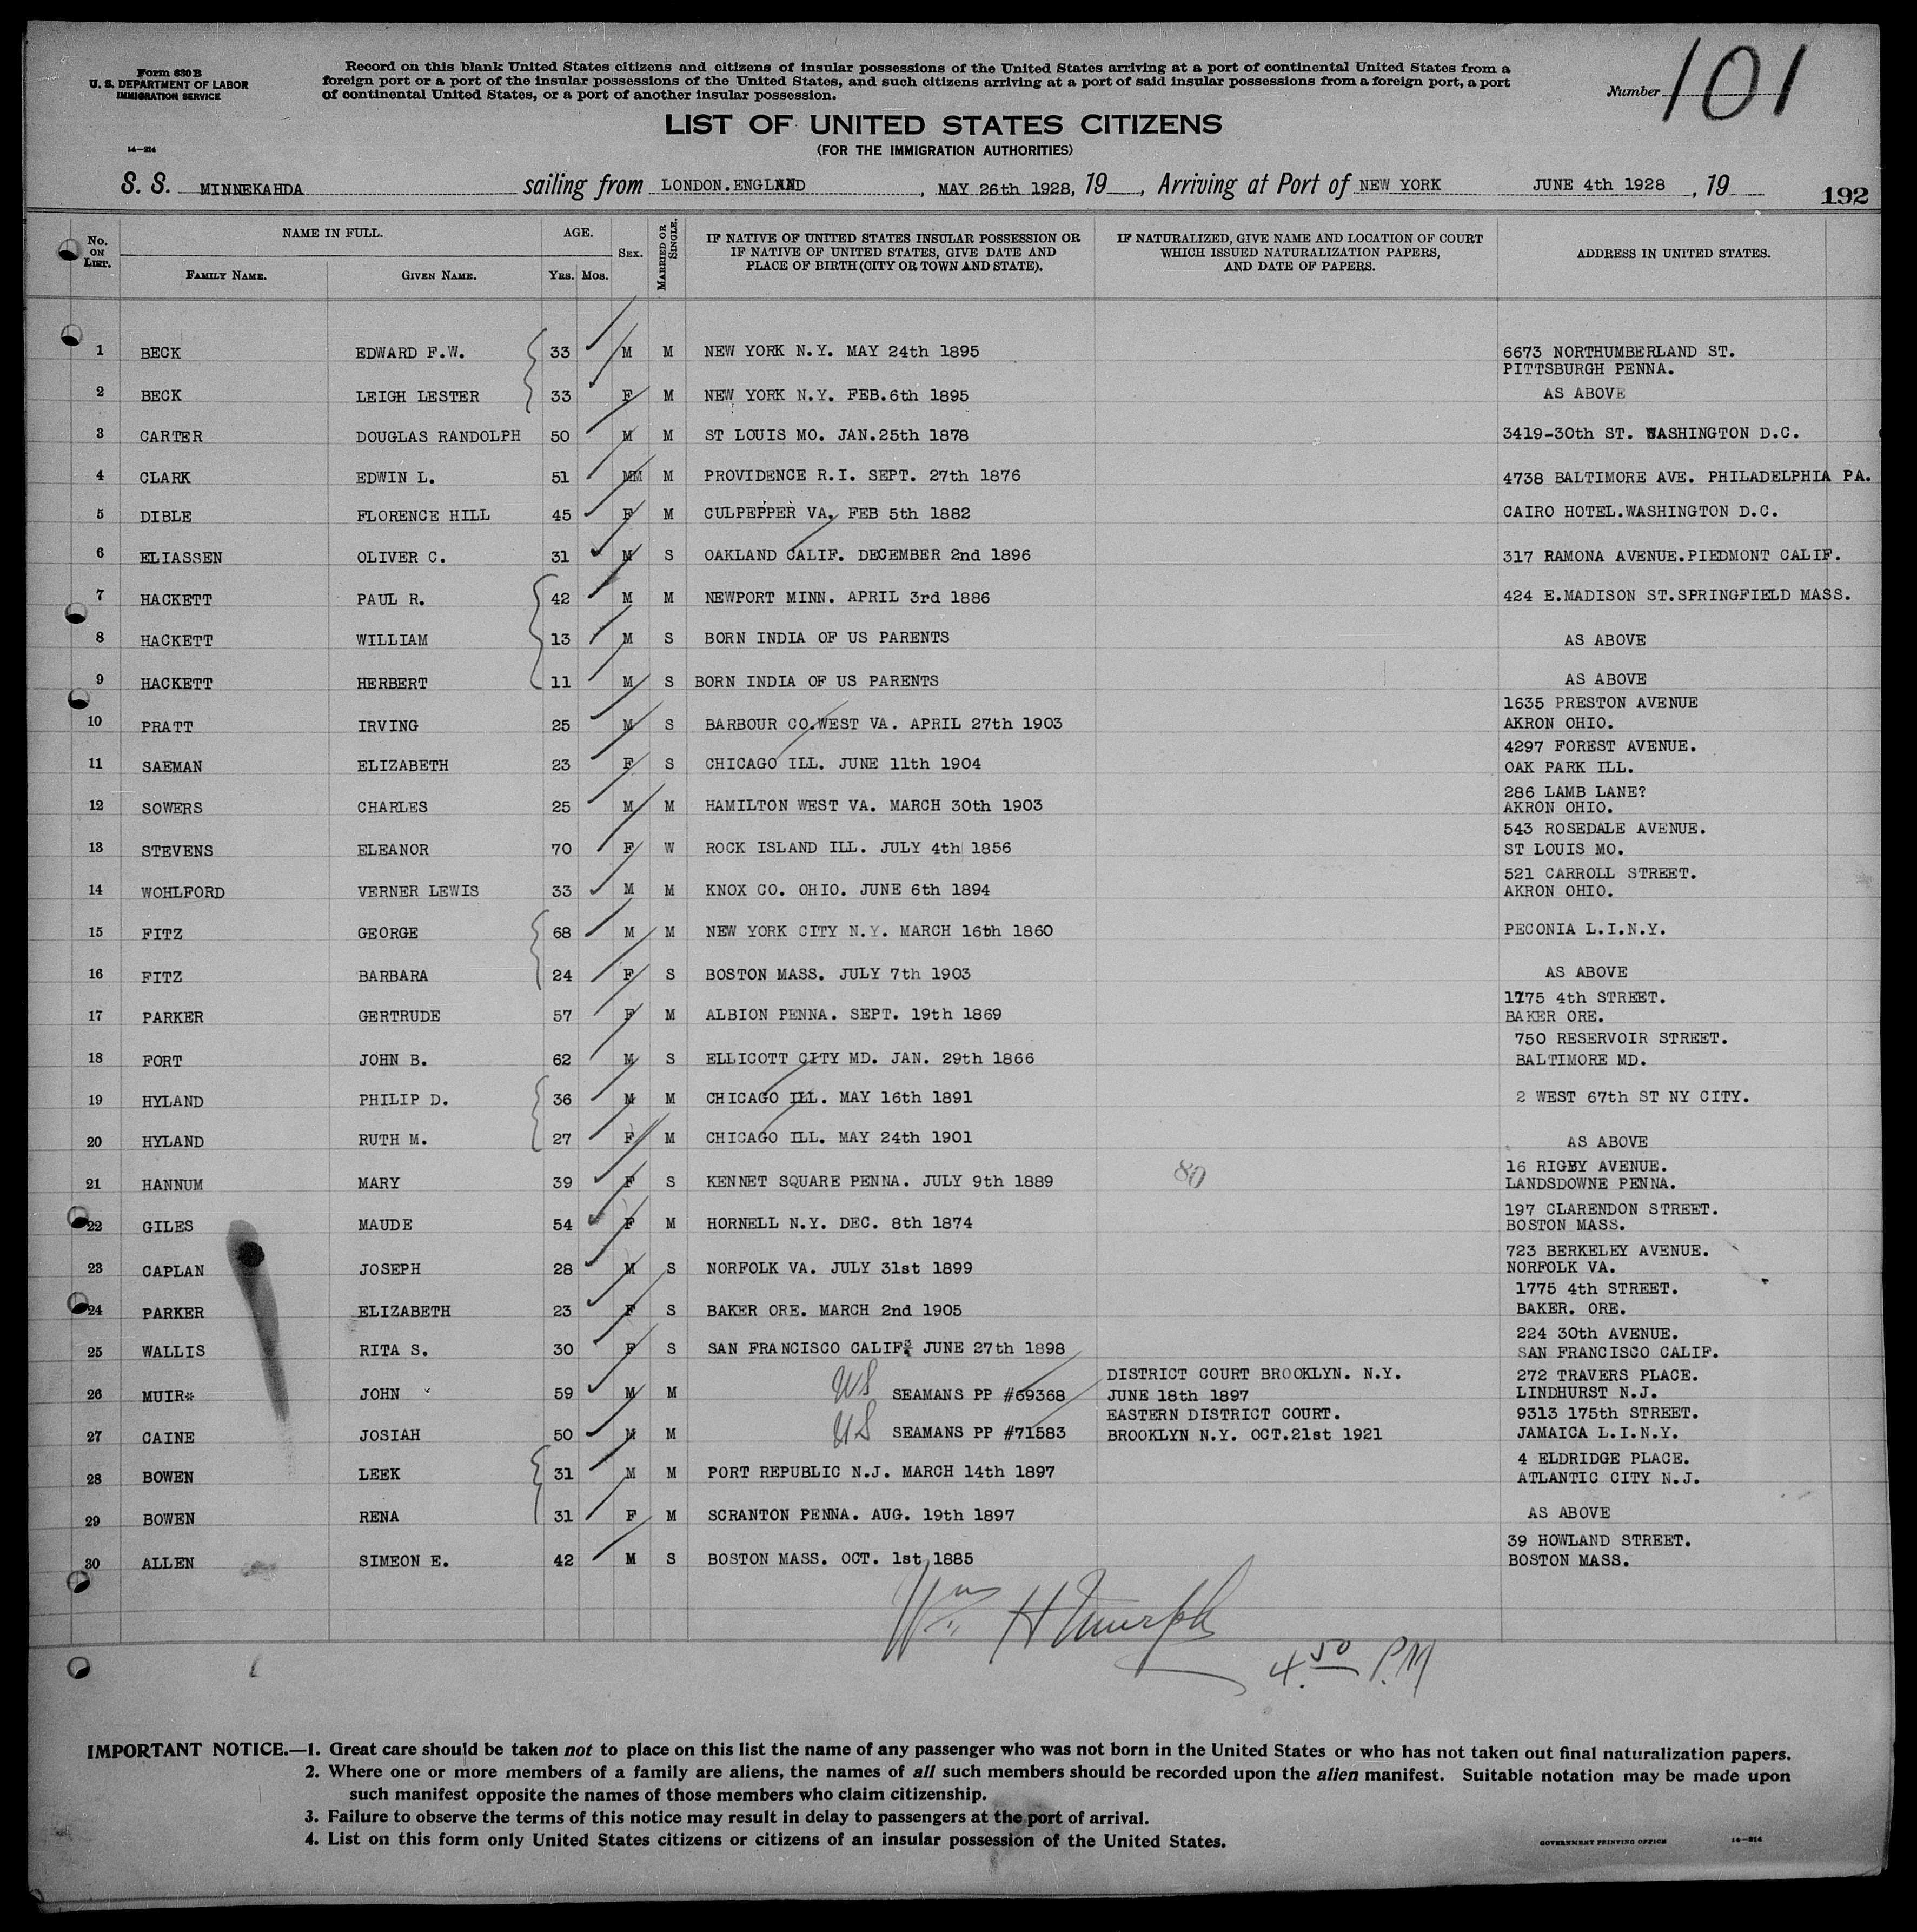 Form 630 B
U. S. DEPARTMENT OF LABOR
IMMIGRATION SERVICE
14—214
Record on this blank United States citizens and citizens of insular possessions of the United States arriving at a port of continental United States from a
foreign port or a port of the insular possessions of the United States, and such citizens arriving at a port of said insular possessions from a foreign port, a port
of continental United States, or a port of another insular possession.
Number 101
LIST OF UNITED STATES CITIZENS
(FOR THE IMMIGRATION AUTHORITIES)
S. S. MINNEKAHDA sailing from LONDON.ENGLAND, MAY 26th 1928, 19, Arriving at Port of NEW YORK JUNE 4th 1928, 19
192
No. ON LIST. NAME IN FULL. FAMILY NAME. GIVEN NAME. AGE. YRS. MOS. SEX. MARRIED OR SINGLE. IF NATIVE OF UNITED STATES INSULAR POSSESSION OR IF NATIVE OF UNITED STATES, GIVE DATE AND PLACE OF BIRTH (CITY OR TOWN AND STATE). IF NATURALIZED, GIVE NAME AND LOCATION OF COURT WHICH ISSUED NATURALIZATION PAPERS, AND DATE OF PAPERS. ADDRESS IN UNITED STATES.
1 BECK EDWARD F.W. 33 M M NEW YORK N.Y. MAY 24th 1895 6673 NORTHUMBERLAND ST.
PITTSBURGH PENNA.
2 BECK LEIGH LESTER 33 F M NEW YORK N.Y. FEB.6th 1895 AS ABOVE
3 CARTER DOUGLAS RANDOLPH 50 M M ST LOUIS MO. JAN.25th 1878 3419-30th ST. WASHINGTON D.C.
4 CLARK EDWIN L. 51 MM M PROVIDENCE R.I. SEPT. 27th 1876 4738 BALTIMORE AVE. PHILADELPHIA PA.
5 DIBLE FLORENCE HILL 45 F M CULPEPPER VA. FEB 5th 1882 CAIRO HOTEL.WASHINGTON D.C.
6 ELIASSEN OLIVER C. 31 M S OAKLAND CALIF. DECEMBER 2nd 1896 317 RAMONA AVENUE.PIEDMONT CALIF.
7 HACKETT PAUL R. 42 M M NEWPORT MINN. APRIL 3rd 1886 424 E.MADISON ST.SPRINGFIELD MASS.
8 HACKETT WILLIAM 13 M S BORN INDIA OF US PARENTS AS ABOVE
9 HACKETT HERBERT 11 M S BORN INDIA OF US PARENTS AS ABOVE
10 PRATT IRVING 25 M S BARBOUR CO.WEST VA. APRIL 27th 1903 1635 PRESTON AVENUE
AKRON OHIO.
11 SAEMAN ELIZABETH 23 F S CHICAGO ILL. JUNE 11th 1904 4297 FOREST AVENUE.
OAK PARK ILL.
12 SOWERS CHARLES 25 M M HAMILTON WEST VA. MARCH 30th 1903 286 LAMB LANE?
AKRON OHIO.
13 STEVENS ELEANOR 70 F W ROCK ISLAND ILL. JULY 4th 1856 543 ROSEDALE AVENUE.
ST LOUIS MO.
14 WOHLFORD VERNER LEWIS 33 M M KNOX CO. OHIO. JUNE 6th 1894 521 CARROLL STREET.
AKRON OHIO.
15 FITZ GEORGE 68 M M NEW YORK CITY N.Y. MARCH 16th 1860 PECONIA L.I.N.Y.
16 FITZ BARBARA 24 F S BOSTON MASS. JULY 7th 1903 AS ABOVE
17 PARKER GERTRUDE 57 F M ALBION PENNA. SEPT. 19th 1869 1775 4th STREET.
BAKER ORE.
18 FORT JOHN B. 62 M S ELLICOTT CITY MD. JAN. 29th 1866 750 RESERVOIR STREET.
BALTIMORE MD.
19 HYLAND PHILIP D. 36 M M CHICAGO ILL. MAY 16th 1891 2 WEST 67th ST NY CITY.
20 HYLAND RUTH M. 27 F M CHICAGO ILL. MAY 24th 1901 AS ABOVE
21 HANNUM MARY 39 F S KENNET SQUARE PENNA. JULY 9th 1889 80 16 RIGBY AVENUE.
LANDSDOWNE PENNA.
22 GILES MAUDE 54 F M HORNELL N.Y. DEC. 8th 1874 197 CLARENDON STREET.
BOSTON MASS.
23 CAPLAN JOSEPH 28 M S NORFOLK VA. JULY 31st 1899 723 BERKELEY AVENUE.
NORFOLK VA.
24 PARKER ELIZABETH 23 F S BAKER ORE. MARCH 2nd 1905 1775 4th STREET.
BAKER. ORE.
25 WALLIS RITA S. 30 F S SAN FRANCISCO CALIF. JUNE 27th 1898 224 30th AVENUE.
SAN FRANCISCO CALIF.
26 MUIR* JOHN 59 M M US SEAMANS PP #69368 DISTRICT COURT BROOKLYN. N.Y. JUNE 18th 1897 272 TRAVERS PLACE.
LINDHURST N.J.
27 CAINE JOSIAH 50 M M US SEAMANS PP #71583 EASTERN DISTRICT COURT. BROOKLYN N.Y. OCT.21st 1921 9313 175th STREET.
JAMAICA L.I.N.Y.
28 BOWEN LEEK 31 M M PORT REPUBLIC N.J. MARCH 14th 1897 4 ELDRIDGE PLACE.
ATLANTIC CITY N.J.
29 BOWEN RENA 31 F M SCRANTON PENNA. AUG. 19th 1897 AS ABOVE
30 ALLEN SIMEON E. 42 M S BOSTON MASS. OCT. 1st 1885 39 HOWLAND STREET.
BOSTON MASS.
Wm H Murphy
4.50 P.M
IMPORTANT NOTICE.—1. Great care should be taken not to place on this list the name of any passenger who was not born in the United States or who has not taken out final naturalization papers.
2. Where one or more members of a family are aliens, the names of all such members should be recorded upon the alien manifest. Suitable notation may be made upon
such manifest opposite the names of those members who claim citizenship.
3. Failure to observe the terms of this notice may result in delay to passengers at the port of arrival.
4. List on this form only United States citizens or citizens of an insular possession of the United States.
GOVERNMENT PRINTING OFFICE 14—214